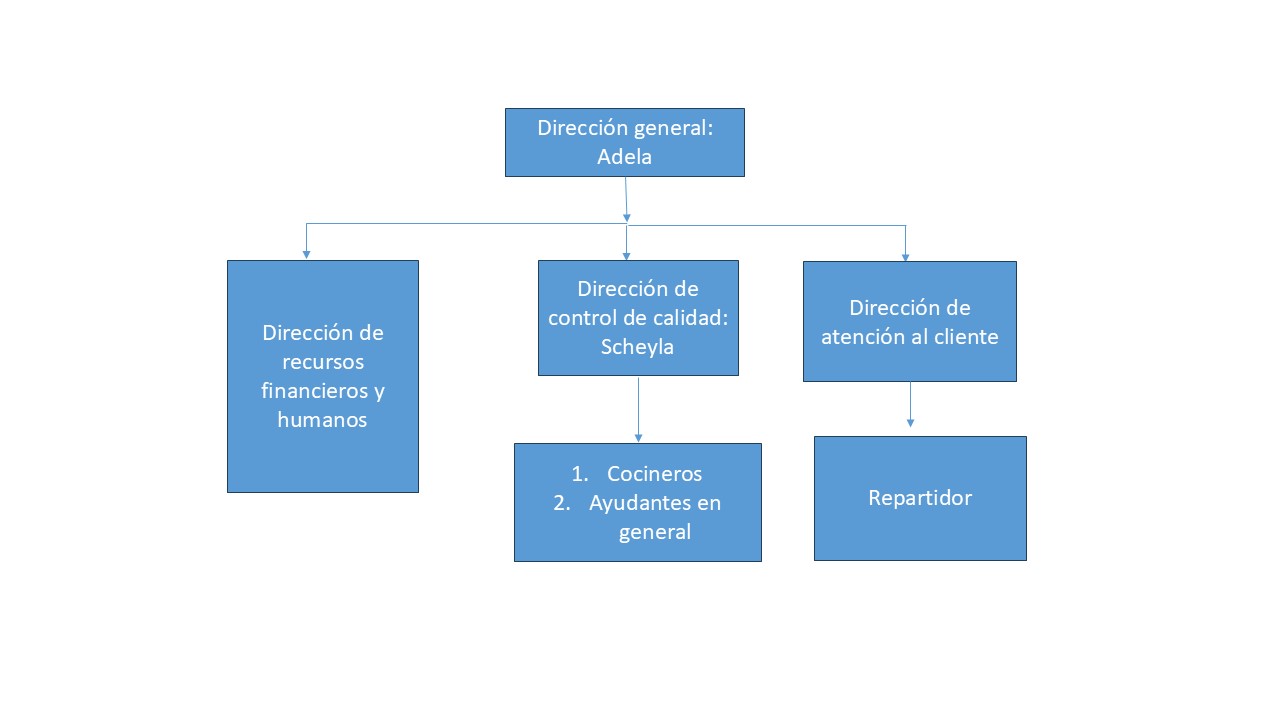 Dirección general:
Adela
Dirección de
recursos
financieros y
humanos
Dirección de
control de calidad:
Scheyla
Dirección de
atención al cliente
1. Cocineros
2. Ayudantes en
general
Repartidor